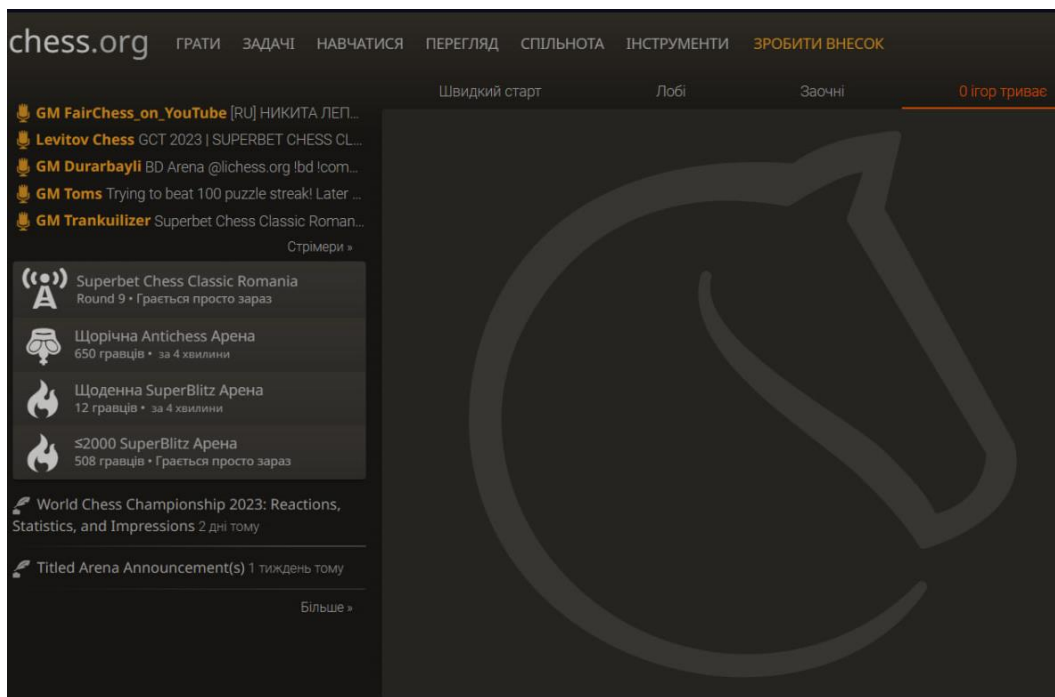 chess.org ГРАТИ ЗАДАЧІ НАВЧАТИСЯ ПЕРЕГЛЯД СПІЛЬНОТА ІНСТРУМЕНТИ ЗРОБИТИ ВНЕСОК
Швидкий старт Лобі Заочні 0 ігор триває
GM FairChess_on_YouTube [RU] НИКИТА ЛЕП...
Levitov Chess GCT 2023 | SUPERBET CHESS CL...
GM Durarbayli BD Arena @lichess.org !bd !com...
GM Toms Trying to beat 100 puzzle streak! Later ...
GM Trankuilizer Superbet Chess Classic Roman...
Стрімери »
Superbet Chess Classic Romania
Round 9 • Грається просто зараз
Щорічна Antichess Арена
650 гравців • за 4 хвилини
Щоденна SuperBlitz Арена
12 гравців • за 4 хвилини
≤2000 SuperBlitz Арена
508 гравців • Грається просто зараз
World Chess Championship 2023: Reactions,
Statistics, and Impressions 2 дні тому
Titled Arena Announcement(s) 1 тиждень тому
Більше »